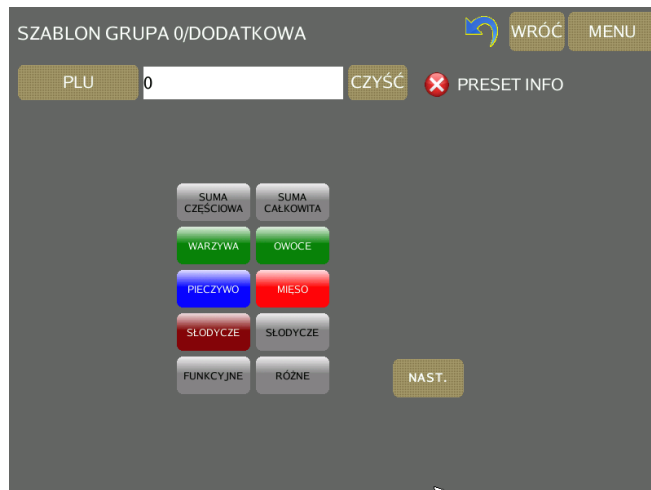 SZABLON GRUPA 0/DODATKOWA
WRÓĆ
MENU
PLU
0
CZYŚĆ
PRESET INFO
SUMA
CZĘŚCIOWA
SUMA
CAŁKOWITA
WARZYWA
OWOCE
PIECZYWO
MIĘSO
SŁODYCZE
SŁODYCZE
FUNKCYJNE
RÓŻNE
NAST.